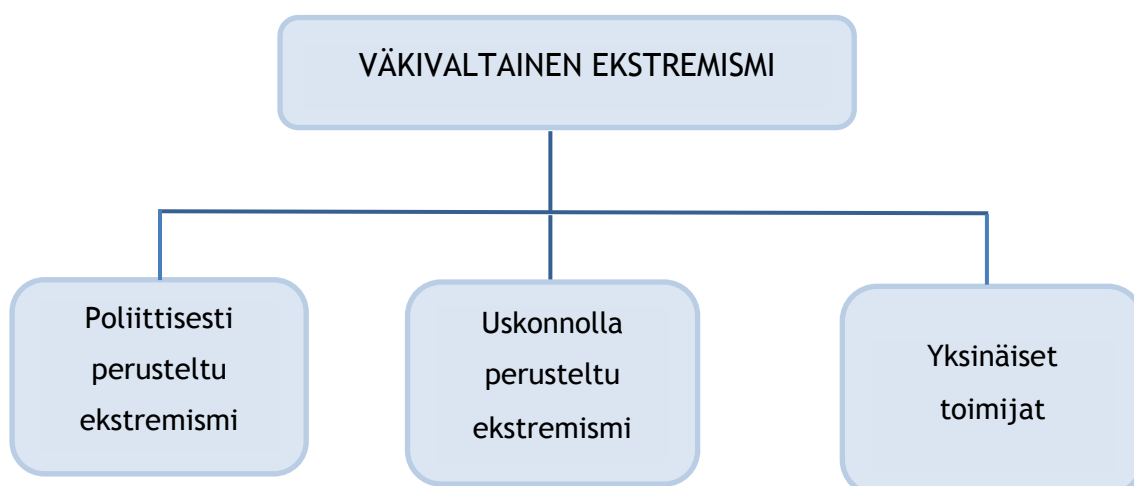 VÄKIVALTAINEN EKSTREMISMI
Poliittisesti
perusteltu
ekstremismi
Uskonnolla
perusteltu
ekstremismi
Yksinäiset
toimijat